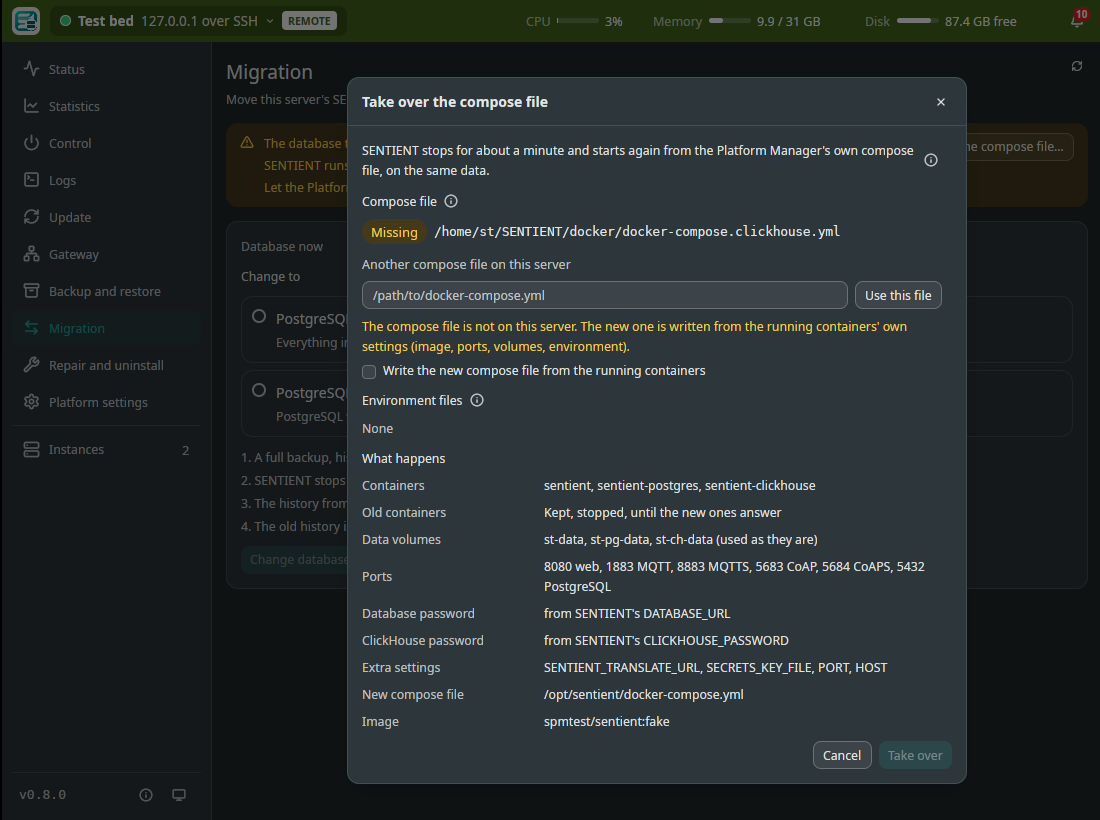 Test bed 127.0.0.1 over SSH REMOTE
CPU 3% Memory 9.9 / 31 GB Disk 87.4 GB free 10
Status
Statistics
Control
Logs
Update
Gateway
Backup and restore
Migration
Repair and uninstall
Platform settings
Instances 2
v0.8.0
Migration
Move this server's SE
The database
SENTIENT runs
Let the Platfor
he compose file...
Database now
Change to
PostgreSQL
Everything in
PostgreSQL
PostgreSQL
1. A full backup, hi
2. SENTIENT stops
3. The history from
4. The old history i
Change database
Take over the compose file
SENTIENT stops for about a minute and starts again from the Platform Manager's own compose
file, on the same data.
Compose file
Missing /home/st/SENTIENT/docker/docker-compose.clickhouse.yml
Another compose file on this server
/path/to/docker-compose.yml Use this file
The compose file is not on this server. The new one is written from the running containers' own
settings (image, ports, volumes, environment).
Write the new compose file from the running containers
Environment files
None
What happens
Containers sentient, sentient-postgres, sentient-clickhouse
Old containers Kept, stopped, until the new ones answer
Data volumes st-data, st-pg-data, st-ch-data (used as they are)
Ports 8080 web, 1883 MQTT, 8883 MQTTS, 5683 CoAP, 5684 CoAPS, 5432
PostgreSQL
Database password from SENTIENT's DATABASE_URL
ClickHouse password from SENTIENT's CLICKHOUSE_PASSWORD
Extra settings SENTIENT_TRANSLATE_URL, SECRETS_KEY_FILE, PORT, HOST
New compose file /opt/sentient/docker-compose.yml
Image spmtest/sentient:fake
Cancel Take over